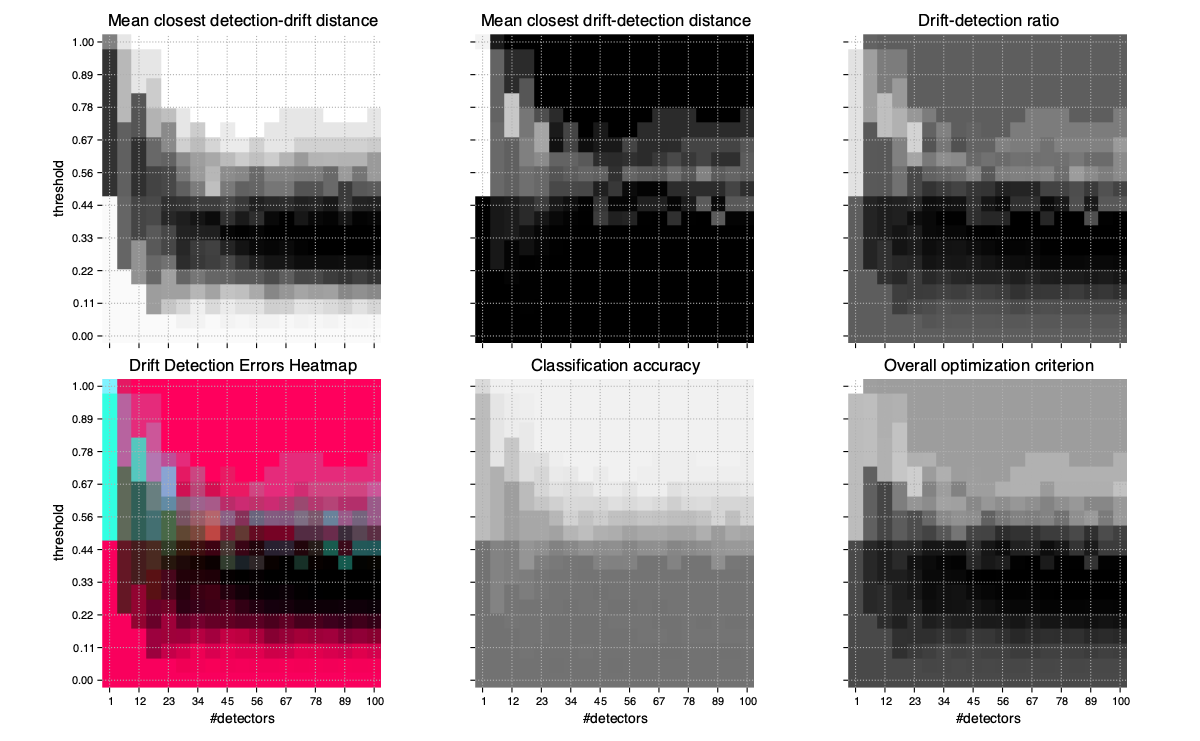 Mean closest detection-drift distance
Mean closest drift-detection distance
Drift-detection ratio
threshold
1.00
0.89
0.78
0.67
0.56
0.44
0.33
0.22
0.11
0.00
Drift Detection Errors Heatmap
Classification accuracy
Overall optimization criterion
threshold
1.00
0.89
0.78
0.67
0.56
0.44
0.33
0.22
0.11
0.00
1 12 23 34 45 56 67 78 89 100
#detectors
1 12 23 34 45 56 67 78 89 100
#detectors
1 12 23 34 45 56 67 78 89 100
#detectors